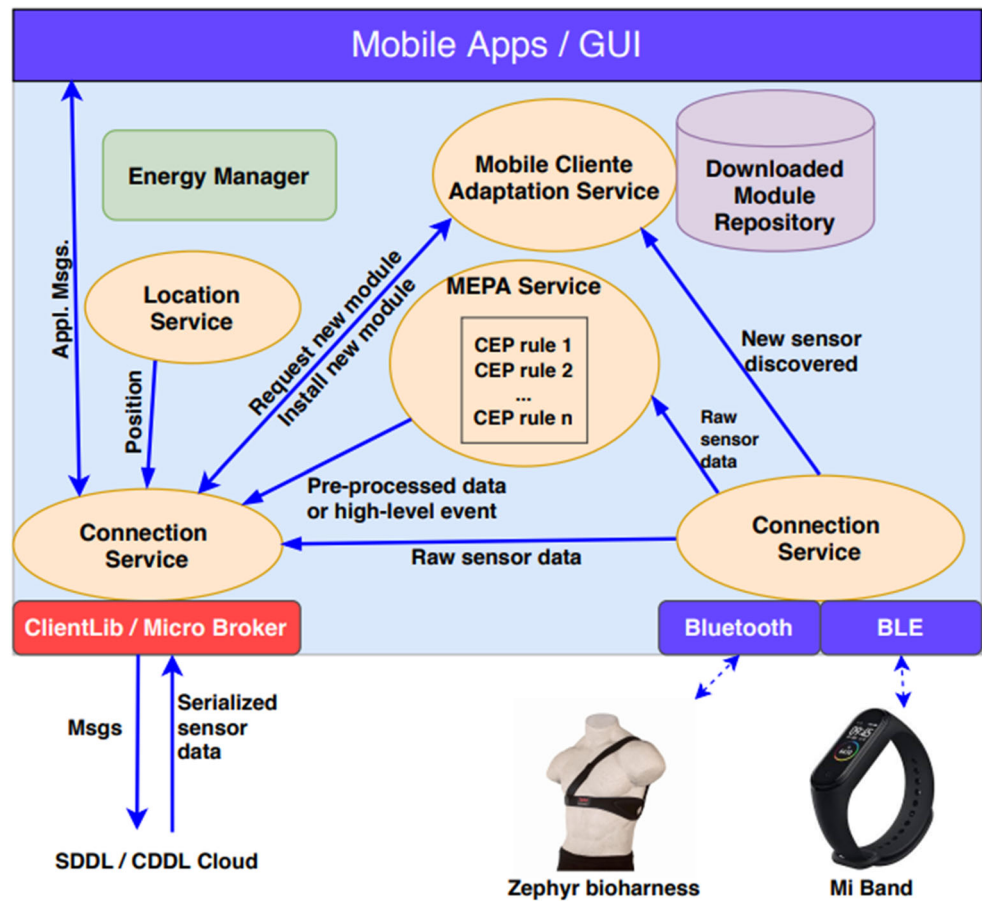 Mobile Apps / GUI
Energy Manager
Mobile Cliente
Adaptation Service
Downloaded
Module
Repository
Appl. Msgs.
Location
Service
Request new module
Install new module
MEPA Service
CEP rule 1
CEP rule 2
...
CEP rule n
New sensor
discovered
Position
Raw
sensor
data
Pre-processed data
or high-level event
Connection
Service
Raw sensor data
Connection
Service
ClientLib / Micro Broker
Bluetooth
BLE
Msgs
Serialized
sensor
data
09:45
SDDL / CDDL Cloud
Zephyr bioharness
Mi Band